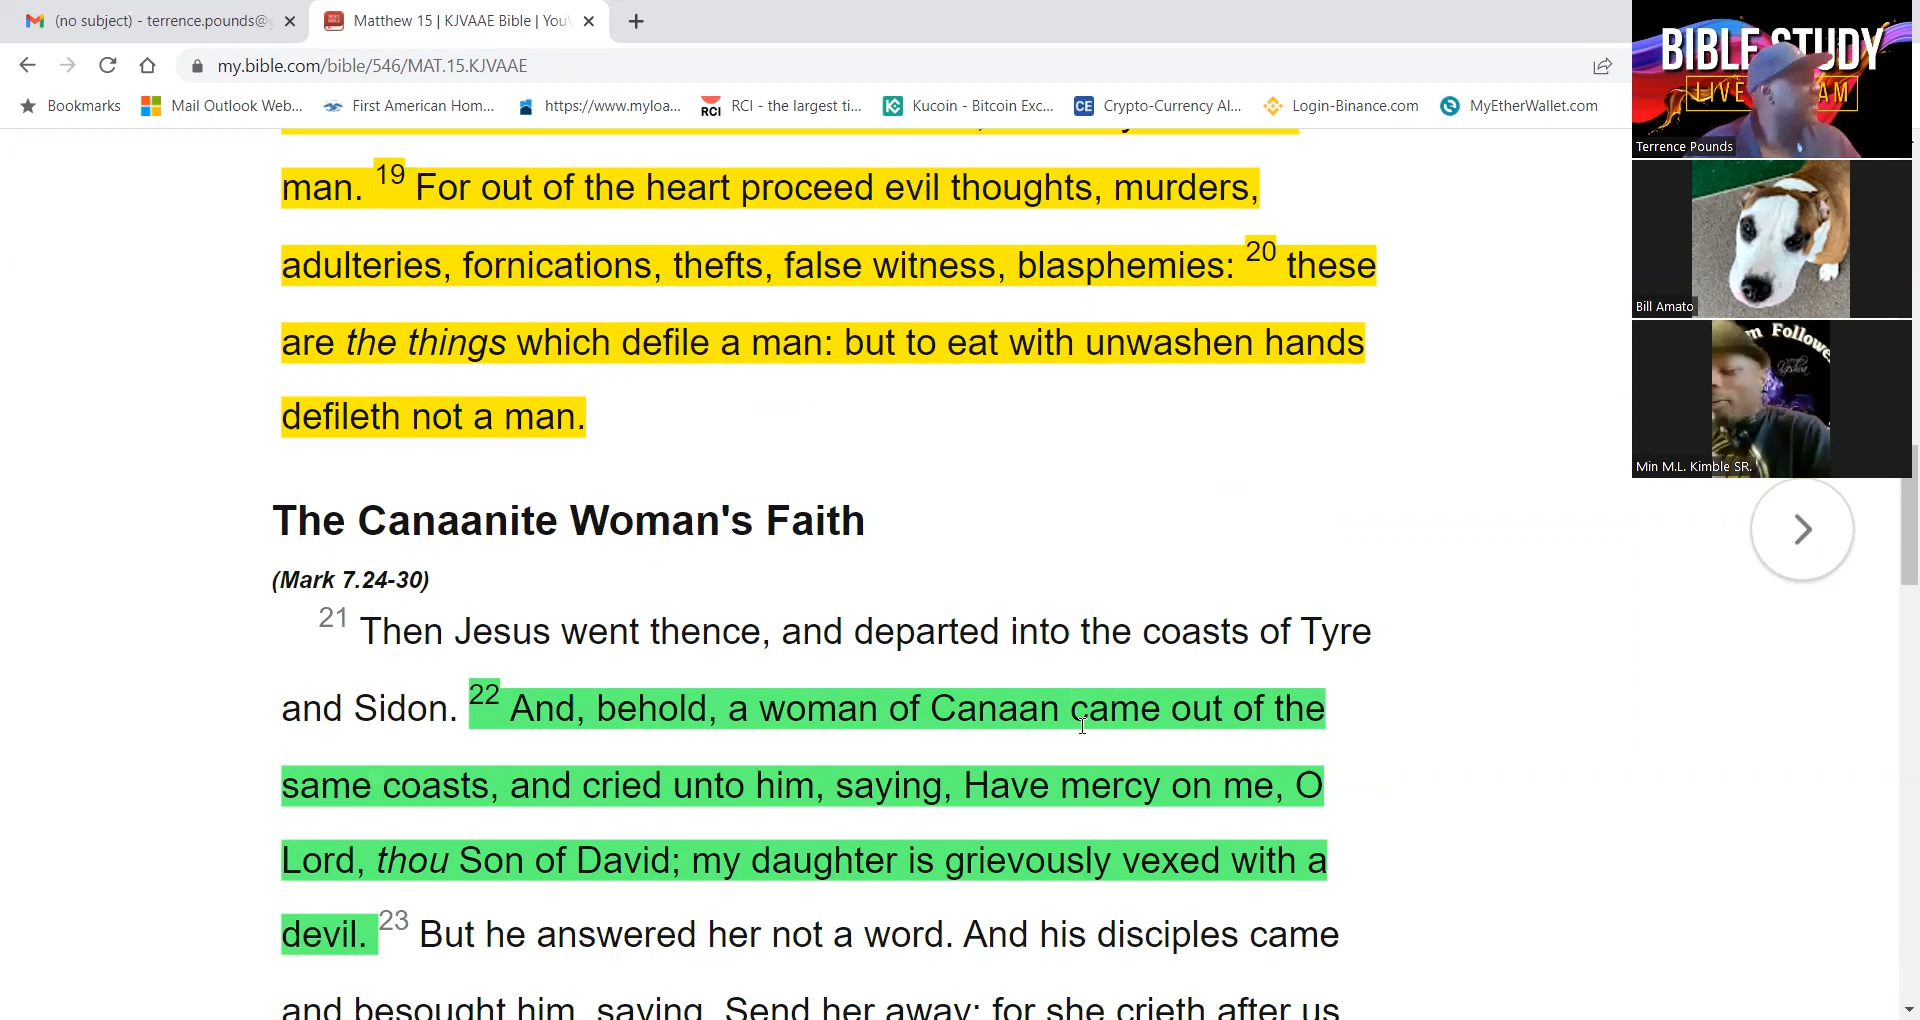 (no subject) - terrence.pounds@
Matthew 15 | KJVAAE Bible | You
my.bible.com/bible/546/MAT.15.KJVAAE
Bookmarks
Mail Outlook Web...
First American Hom...
https://www.myloa...
RCI
RCI - the largest ti...
Kucoin - Bitcoin Exc...
CE
Crypto-Currency Al...
Login-Binance.com
MyEtherWallet.com
man. 19 For out of the heart proceed evil thoughts, murders,
adulteries, fornications, thefts, false witness, blasphemies: 20 these
are the things which defile a man: but to eat with unwashen hands
defileth not a man.
The Canaanite Woman's Faith
(Mark 7.24-30)
21 Then Jesus went thence, and departed into the coasts of Tyre
and Sidon. 22 And, behold, a woman of Canaan came out of the
same coasts, and cried unto him, saying, Have mercy on me, O
Lord, thou Son of David; my daughter is grievously vexed with a
devil. 23 But he answered her not a word. And his disciples came
and besought him, saying, Send her away; for she crieth after us
BIBLE STUDY
LIVE AM
Terrence Pounds
Bill Amato
m Followe
Min M.L. Kimble SR.